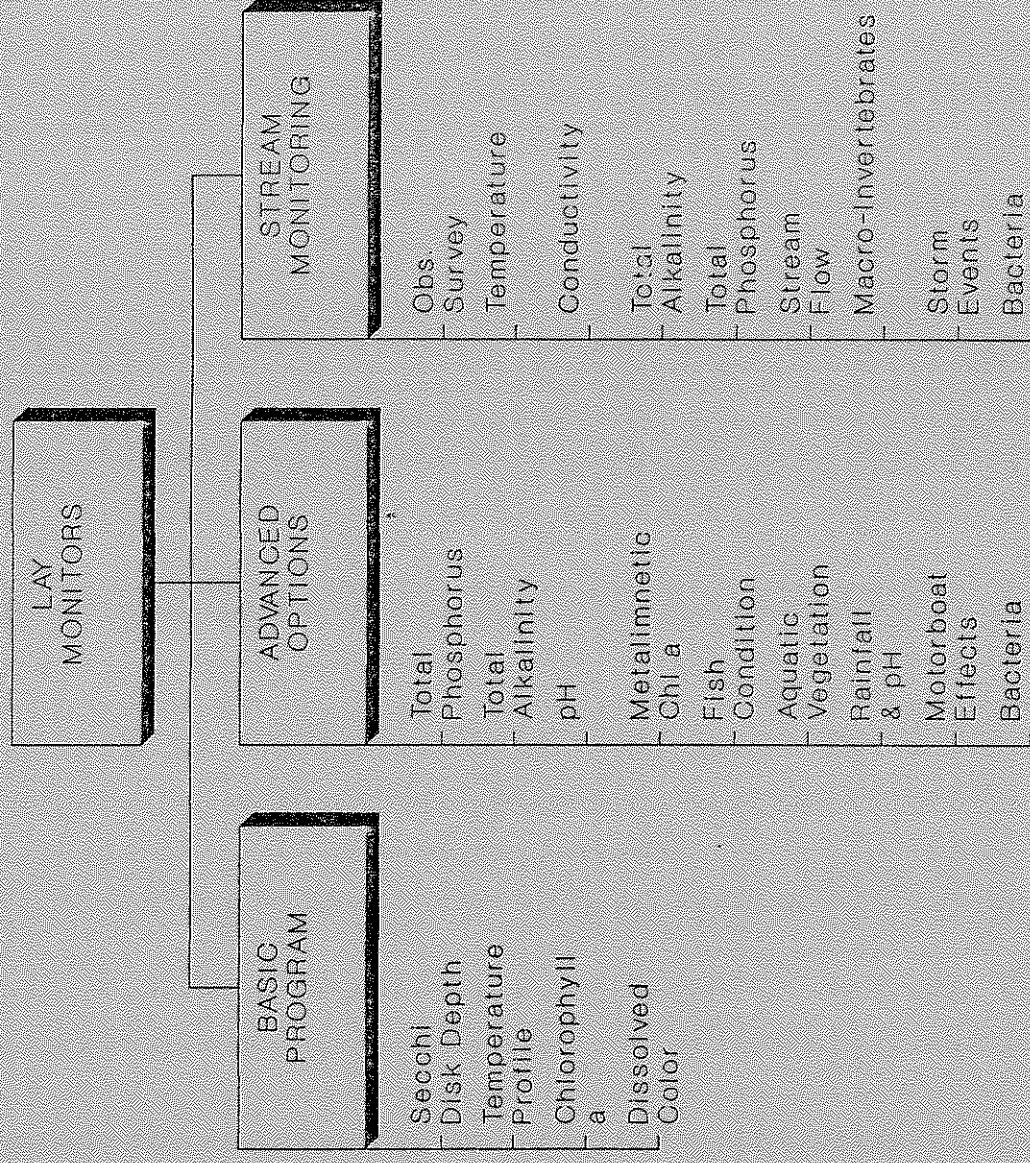 LAY
MONITORS
BASIC
PROGRAM
Secchi
Disk Depth
Temperature
Profile
Chlorophyll
a
Dissolved
Color
ADVANCED
OPTIONS
Total
Phosphorus
Total
Alkalinity
pH
Metalimnetic
Chl a
Fish
Condition
Aquatic
Vegetation
Rainfall
& pH
Motorboat
Effects
Bacteria
STREAM
MONITORING
Obs.
Survey
Temperature
Conductivity
Total
Alkalinity
Total
Phosphorus
Stream
Flow
Macro-Invertebrates
Storm
Events
Bacteria